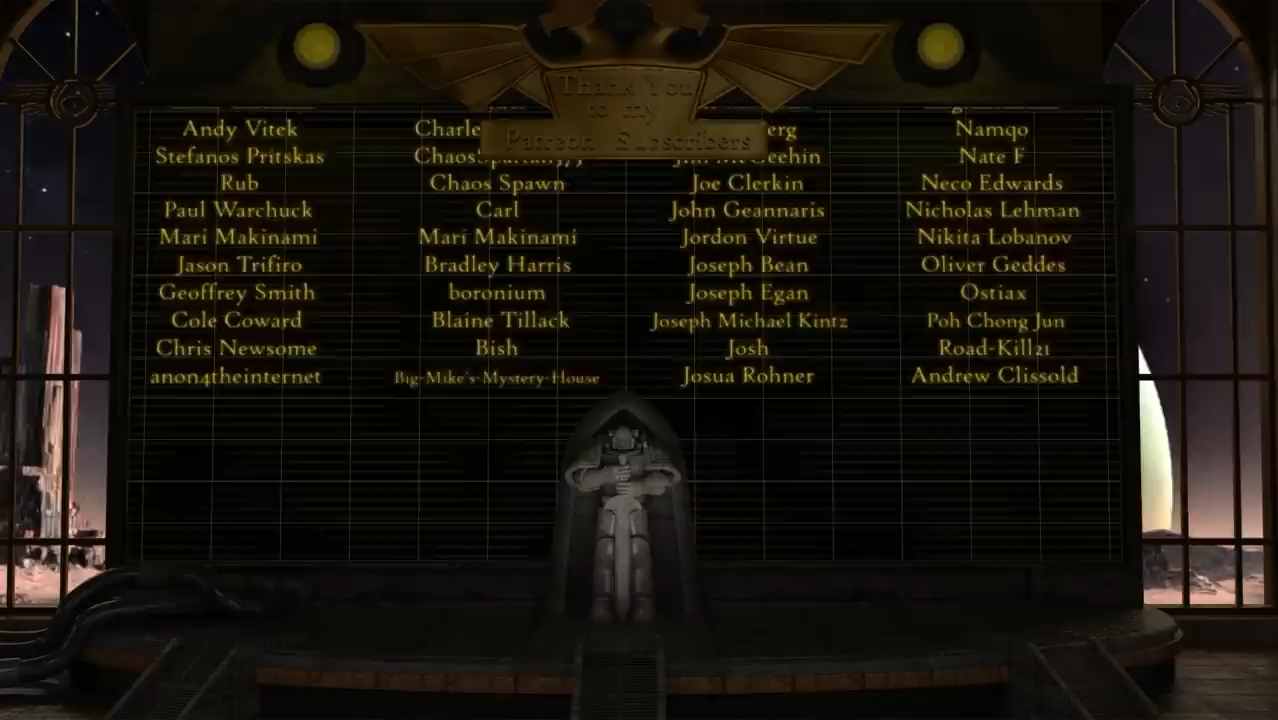 Thank You
to my
Patreon Subscribers
Andy Vitek
Stefanos Pritskas
Rub
Paul Warchuck
Mari Makinami
Jason Trifiro
Geoffrey Smith
Cole Coward
Chris Newsome
anon4theinternet
Chaos Spawn
Carl
Mari Makinami
Bradley Harris
boronium
Blaine Tillack
Bish
Big-Mike's-Mystery-House
Joe Clerkin
John Geannaris
Jordon Virtue
Joseph Bean
Joseph Egan
Joseph Michael Kintz
Josh
Josua Rohner
Namqo
Nate F
Neco Edwards
Nicholas Lehman
Nikita Lobanov
Oliver Geddes
Ostiax
Poh Chong Jun
Road-Kill21
Andrew Clissold